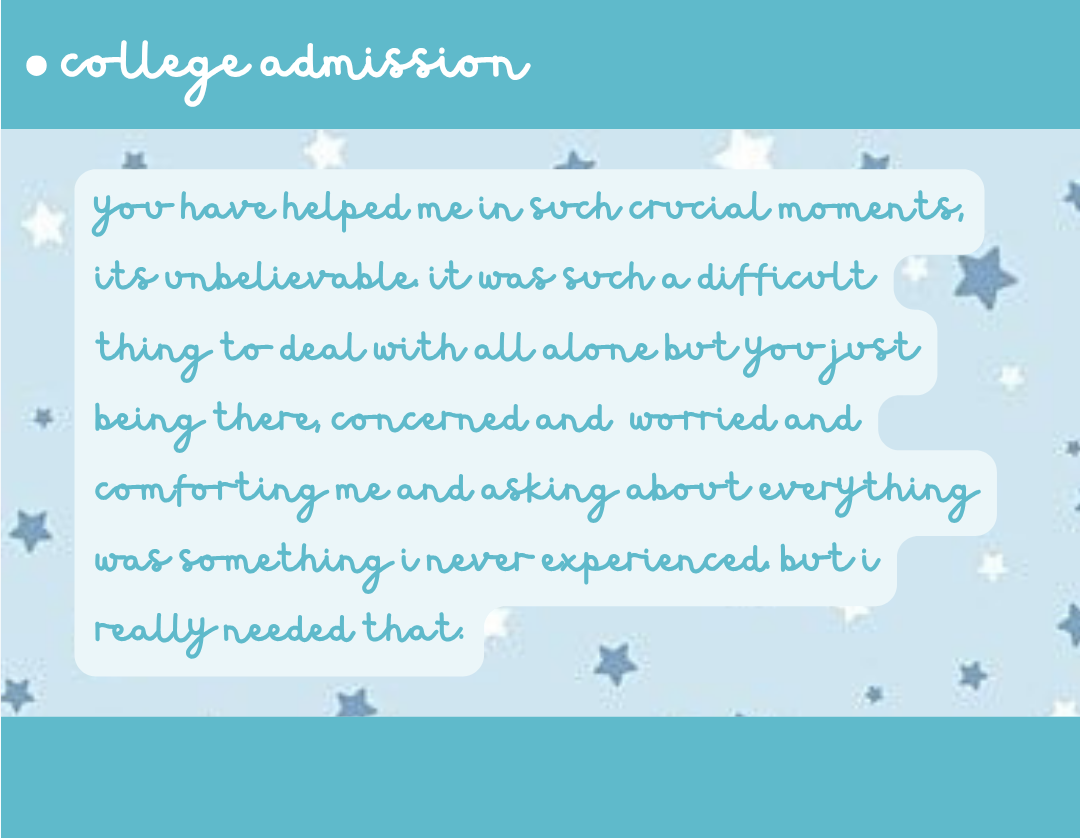 • college admission
you have helped me in such crucial moments,
its unbelievable. it was such a difficult
thing to deal with all alone but you just
being there, concerned and  worried and
comforting me and asking about everything
was something i never experienced. but i
really needed that.